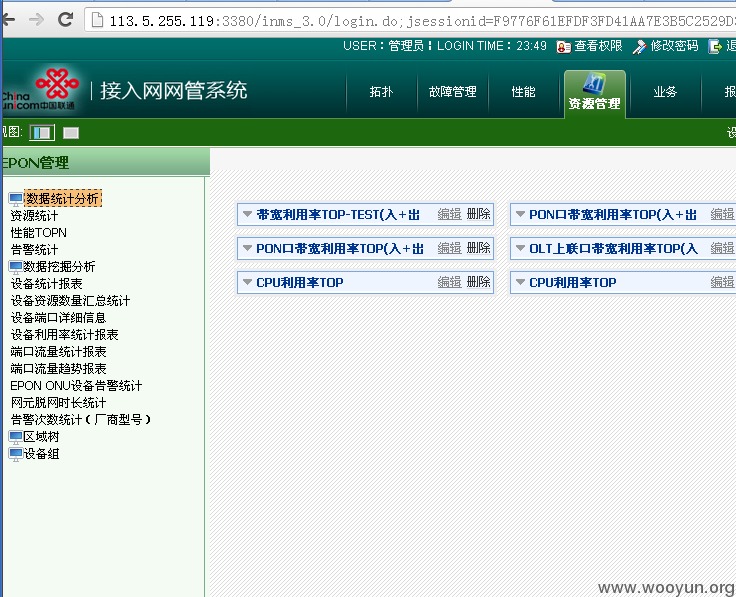 113.5.255.119:3380/inms_3.0/login.do;jsessionid=F9776F61EFDF3FD41AA7E3B5C2529D3
USER：管理员 | LOGIN TIME：23:49 查看权限 修改密码 退
China unicom中国联通 接入网网管系统
拓扑 故障管理 性能 资源管理 业务 报
视图: 设
EPON管理
数据统计分析
资源统计
性能TOPN
告警统计
数据挖掘分析
设备统计报表
设备资源数量汇总统计
设备端口详细信息
设备利用率统计报表
端口流量统计报表
端口流量趋势报表
EPON ONU设备告警统计
网元脱网时长统计
告警次数统计（厂商型号）
区域树
设备组
带宽利用率TOP-TEST(入+出 编辑 删除
PON口带宽利用率TOP(入+出 编辑
PON口带宽利用率TOP(入+出 编辑 删除
OLT上联口带宽利用率TOP(入 编辑
CPU利用率TOP 编辑 删除
CPU利用率TOP 编辑
www.wooyun.org